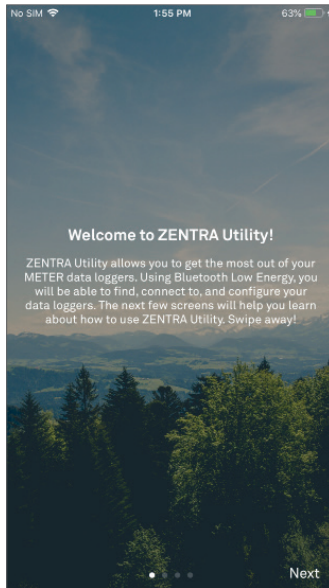 No SIM 1:55 PM 63%
Welcome to ZENTRA Utility!
ZENTRA Utility allows you to get the most out of your
METER data loggers. Using Bluetooth Low Energy, you
will be able to find, connect to, and configure your
data loggers. The next few screens will help you learn
about how to use ZENTRA Utility. Swipe away!
Next